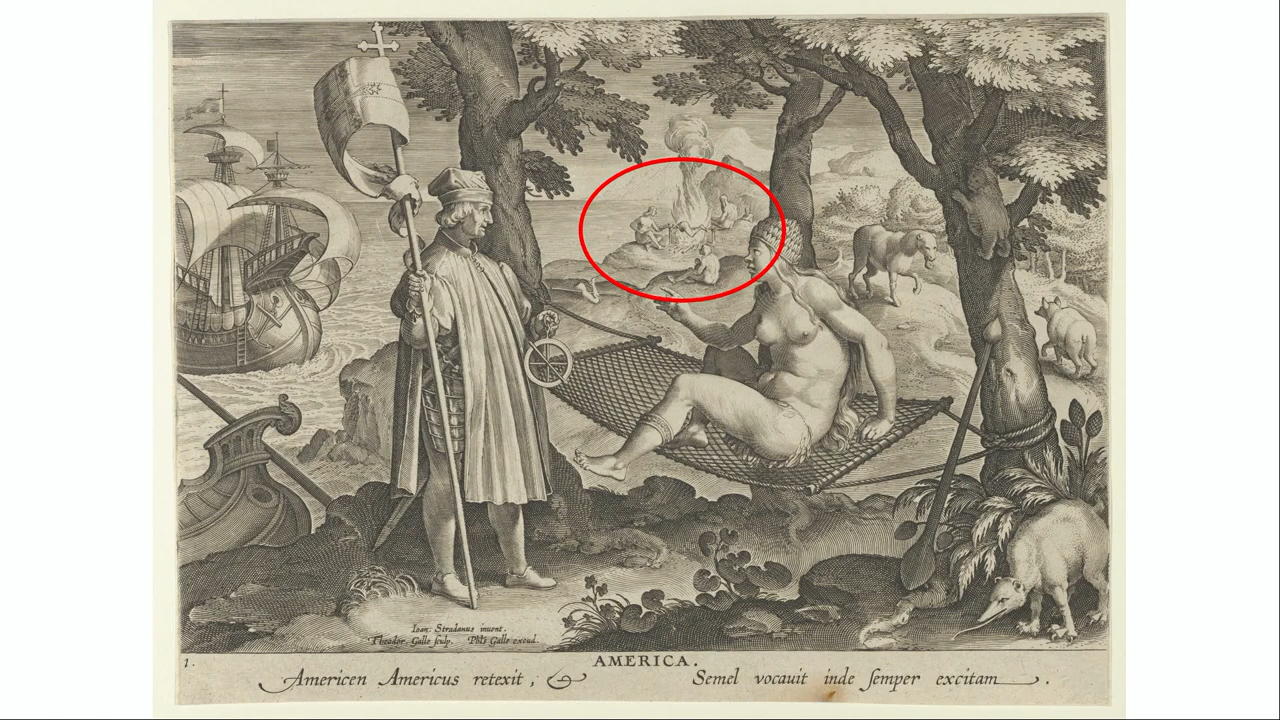 Ioan: Stradanus invent.
Theodor. Galle sculp. Phls Galle excud.
1.
AMERICA.
Americen Americus retexit, & Semel vocauit inde semper excitam.